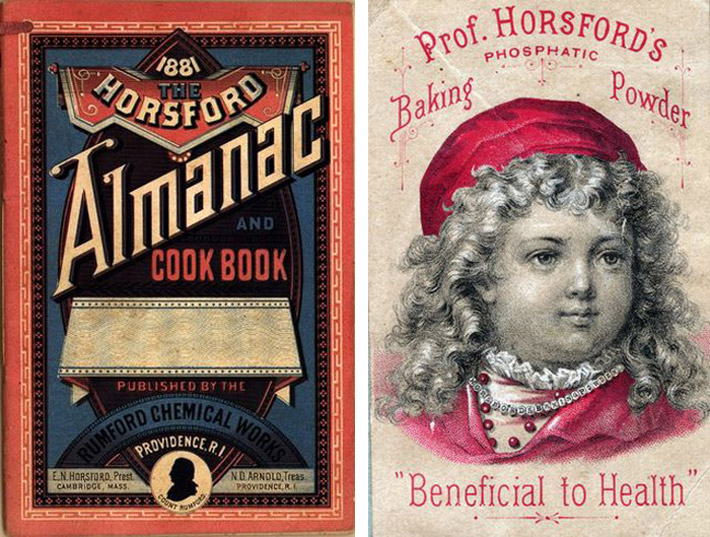 1881
THE
HORSFORD
Almanac
AND
COOK BOOK
PUBLISHED BY THE
RUMFORD CHEMICAL WORKS
PROVIDENCE, R.I
E.N. HORSFORD, Prest.
CAMBRIDGE, MASS.
N.D. ARNOLD, Treas.
PROVIDENCE, R.I.
COUNT RUMFORD
Prof. HORSFORD'S
PHOSPHATIC
Baking Powder
"Beneficial to Health"